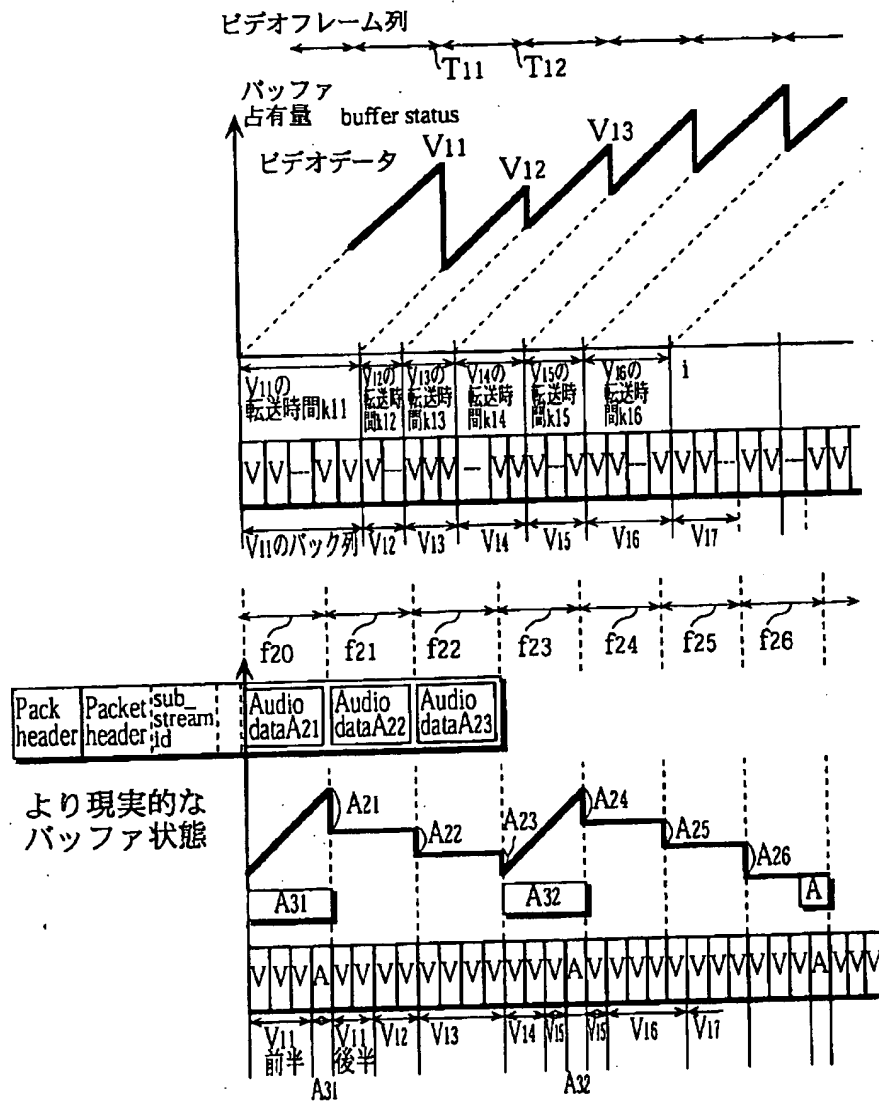 ビデオフレーム列
T11 T12
バッファ
占有量 buffer status
ビデオデータ
V11
V12
V13
V11の
転送時間k11
V12の
転送時
間k12
V13の
転送時
間k13
V14の
転送時
間k14
V15の
転送時
間k15
V16の
転送時
間k16
i
V V --- V V V --- V V V --- V V V --- V V V --- V V V --- V V --- V V
V11のパック列 V12 V13 V14 V15 V16 V17
f20 f21 f22 f23 f24 f25 f26
Pack
header
Packet
header
sub_
stream
id
Audio
dataA21
Audio
dataA22
Audio
dataA23
より現実的な
バッファ状態
A21
A22
A23
A24
A25
A26
A31
A32
A
V V V A V V V V V V V V V V V A V V V V V V V V V V V A V V V
V11
前半
V11
後半
V12 V13 V14 V15 V15 V16 V17
A31 A32